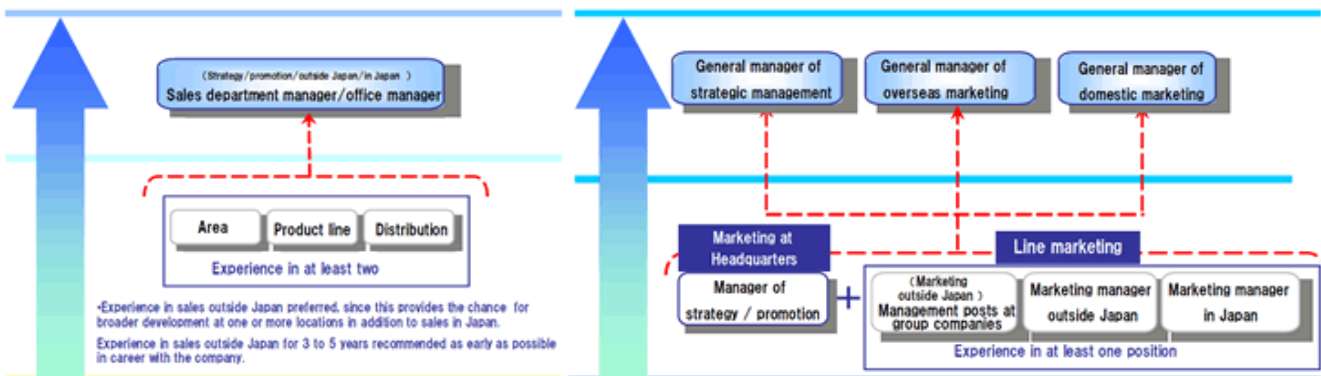 (Strategy/promotion/outside Japan/in Japan )
Sales department manager/office manager
Area
Product line
Distribution
Experience in at least two
•Experience in sales outside Japan preferred, since this provides the chance for
broader development at one or more locations in addition to sales in Japan.
Experience in sales outside Japan for 3 to 5 years recommended as early as possible
in career with the company.
General manager of
strategic management
General manager of
overseas marketing
General manager of
domestic marketing
Marketing at
Headquarters
Manager of
strategy / promotion
+
Line marketing
(Marketing
outside Japan )
Management posts at
group companies
Marketing manager
outside Japan
Marketing manager
in Japan
Experience in at least one position